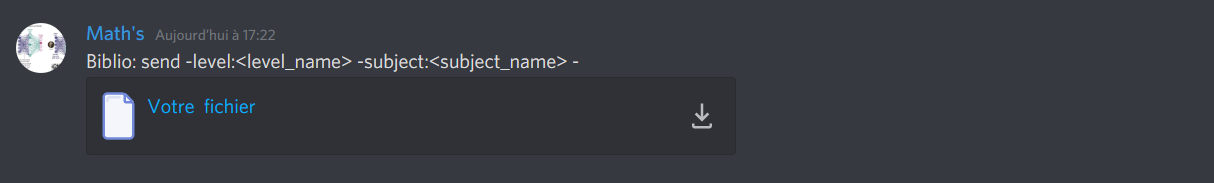 Math's Aujourd'hui à 17:22
Biblio: send -level:<level_name> -subject:<subject_name> -
Votre fichier